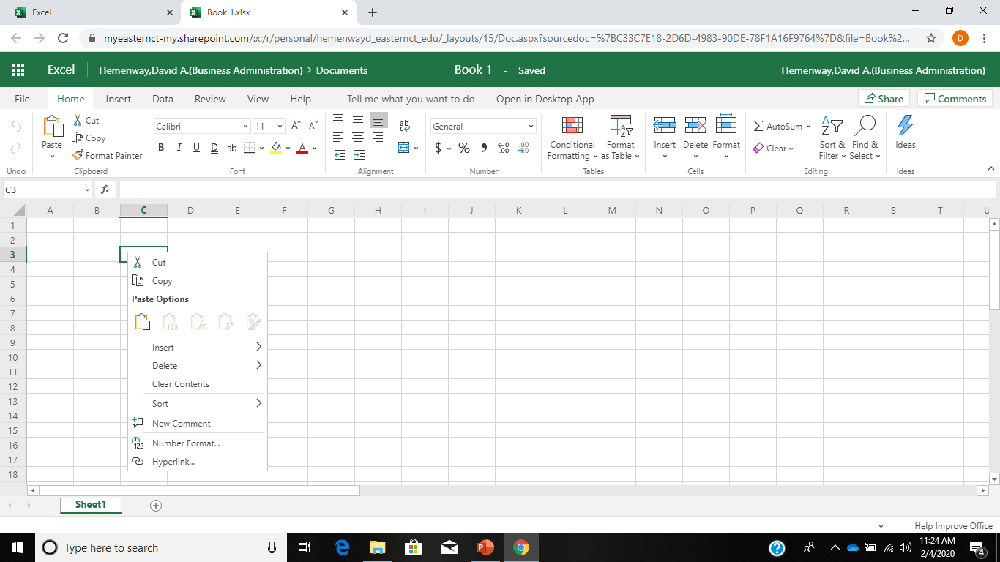 Excel
Book 1.xlsx
myeasternct-my.sharepoint.com/:x:/r/personal/hemenwayd_easternct_edu/_layouts/15/Doc.aspx?sourcedoc=%7BC33C7E18-2D6D-4983-90DE-78F1A16F9764%7D&file=Book%2...
D
Excel Hemenway,David A.(Business Administration) > Documents Book 1 - Saved Hemenway,David A.(Business Administration)
File Home Insert Data Review View Help Tell me what you want to do Open in Desktop App Share Comments
Paste
Cut
Copy
Format Painter
Calibri 11
B I U D ab
ab
General
$ % 9 .00 .00
Conditional Formatting
Format as Table
Insert Delete Format
AutoSum
Clear
Sort & Filter
Find & Select
Ideas
Undo Clipboard Font Alignment Number Tables Cells Editing Ideas
C3 fx
A B C D E F G H I J K L M N O P Q R S T U
1
2
3
4
5
6
7
8
9
10
11
12
13
14
15
16
17
18
Cut
Copy
Paste Options
123 fx %
Insert
Delete
Clear Contents
Sort
New Comment
123 Number Format...
Hyperlink...
Sheet1
Help Improve Office
Type here to search
11:24 AM
2/4/2020
4